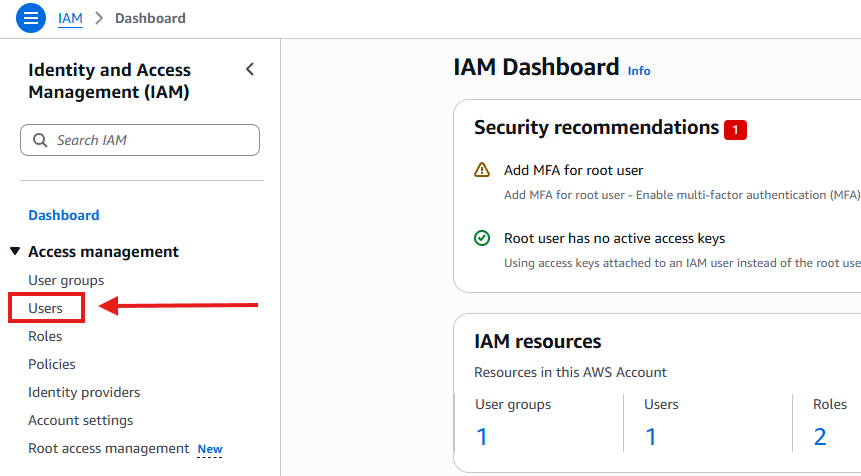 IAM > Dashboard
Identity and Access
Management (IAM)
Search IAM
Dashboard
Access management
User groups
Users
Roles
Policies
Identity providers
Account settings
Root access management New
IAM Dashboard Info
Security recommendations 1
Add MFA for root user
Add MFA for root user - Enable multi-factor authentication (MFA)
Root user has no active access keys
Using access keys attached to an IAM user instead of the root use
IAM resources
Resources in this AWS Account
User groups Users Roles
1 1 2